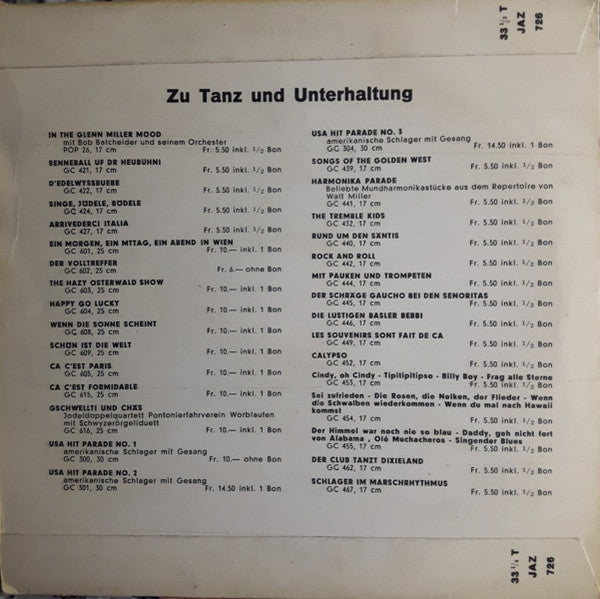 33 1/3 T
JAZ
726
Zu Tanz und Unterhaltung
IN THE GLENN MILLER MOOD
mit Bob Batchelder und seinem Orchester
POP 26, 17 cm Fr. 5.50 inkl. 1/2 Bon
SENNEBALL UF DR HEUBUHNI
GC 421, 17 cm Fr. 5.50 inkl. 1/2 Bon
D'EDELWYSSBUEBE
GC 422, 17 cm Fr. 5.50 inkl. 1/2 Bon
SINGE, JÜDELE, BÖDELE
GC 424, 17 cm Fr. 5.50 inkl. 1/2 Bon
ARRIVEDERCI ITALIA
GC 427, 17 cm Fr. 5.50 inkl. 1/2 Bon
EIN MORGEN, EIN MTTAG, EIN ABEND IN WIEN
GC 601, 25 cm Fr. 10.— inkl. 1 Bon
DER VOLLTREFFER
GC 602, 25 cm Fr. 6.— ohne Bon
THE HAZY OSTERWALD SHOW
GC 603, 25 cm Fr. 10.— inkl. 1 Bon
HAPPY GO LUCKY
GC 604, 25 cm Fr. 10.— inkl. 1 Bon
WENN DIE SONNE SCHEINT
GC 608, 25 cm Fr. 10.— inkl. 1 Bon
SCHÖN IST DIE WELT
GC 609, 25 cm Fr. 10.— inkl. 1 Bon
CA C'EST PARIS
GC 605, 25 cm Fr. 10.— inkl. 1 Bon
CA C'EST FORMIDABLE
GC 615, 25 cm Fr. 10.— inkl. 1 Bon
GSCHWELLTI UND CHÄS
Jodeldoppelquartett Pontonierfahrverein Worblaufen
mit Schwyzerörgeliduett
GC 616, 25 cm Fr. 10.— inkl. 1 Bon
USA HIT PARADE NO. 1
amerikanische Schlager mit Gesang
GC 300, 30 cm Fr. 10.— ohne Bon
USA HIT PARADE NO. 2
amerikanische Schlager mit Gesang
GC 301, 30 cm Fr. 14.50 inkl. 1 Bon
USA HIT PARADE NO. 3
amerikanische Schlager mit Gesang
GC 304, 30 cm Fr. 14.50 inkl. 1 Bon
SONGS OF THE GOLDEN WEST
GC 439, 17 cm Fr. 5.50 inkl. 1/2 Bon
HARMONIKA PARADE
Beliebte Mundharmonikastücke aus dem Repertoire von
Walt Miller
GC 441, 17 cm Fr. 5.50 inkl. 1/2 Bon
THE TREMBLE KIDS
GC 432, 17 cm Fr. 5.50 inkl. 1/2 Bon
RUND UM DEN SXNTIS
GC 440, 17 cm Fr. 5.50 inkl. 1/2 Bon
ROCK AND ROLL
GC 442, 17 cm Fr. 5.50 inkl. 1/2 Bon
MIT PAUKEN UND TROMPETEN
GC 444, 17 cm Fr. 5.50 inkl. 1/2 Bon
DER SCHRÄGE GAUCHO BEI DEN SENORITAS
GC 445, 17 cm Fr. 5.50 inkl. 1/2 Bon
DIE LUSTIGEN BASLER BEBBI
GC 446, 17 cm Fr. 5.50 inkl. 1/2 Bon
LES SOUVENIRS SONT FAIT DE CA
GC 449, 17 cm Fr. 5.50 inkl. 1/2 Bon
CALYPSO
GC 452, 17 cm Fr. 5.50 inkl. 1/2 Bon
Cindy, oh Cindy - Tipitipitipso - Billy Boy - Frag alle Sterne
GC 453, 17 cm Fr. 5.50 inkl. 1/2 Bon
Sei zufrieden - Die Rosen, die Nelken, der Flieder - Wenn
die Schwalben wiederkommen - Wenn du mal nach Hawaii
kommst
GC 454, 17 cm Fr. 5.50 inkl. 1/2 Bon
Der Himmel war noch nie so blau - Daddy, geh nicht fort
von Alabama , Olé Muchacheros - Singender Blues
GC 455, 17 cm Fr. 5.50 inkl. 1/2 Bon
DER CLUB TANZT DIXIELAND
GC 462, 17 cm Fr. 5.50 inkl. 1/2 Bon
SCHLAGER IM MARSCHRHYTHMUS
GC 467, 17 cm Fr. 5.50 inkl. 1/2 Bon
33 1/3 T
JAZ
726